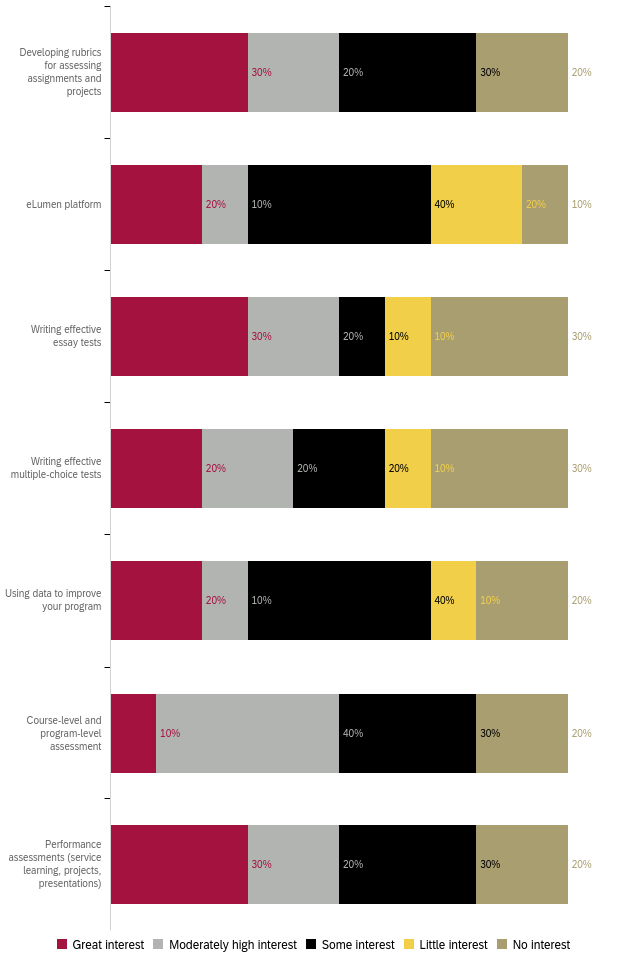 Developing rubrics
for assessing
assignments and
projects
30% 20% 30% 20%
eLumen platform
20% 10% 40% 20% 10%
Writing effective
essay tests
30% 20% 10% 10% 30%
Writing effective
multiple-choice tests
20% 20% 20% 10% 30%
Using data to improve
your program
20% 10% 40% 10% 20%
Course-level and
program-level
assessment
10% 40% 30% 20%
Performance
assessments (service
learning, projects,
presentations)
30% 20% 30% 20%
Great interest Moderately high interest Some interest Little interest No interest